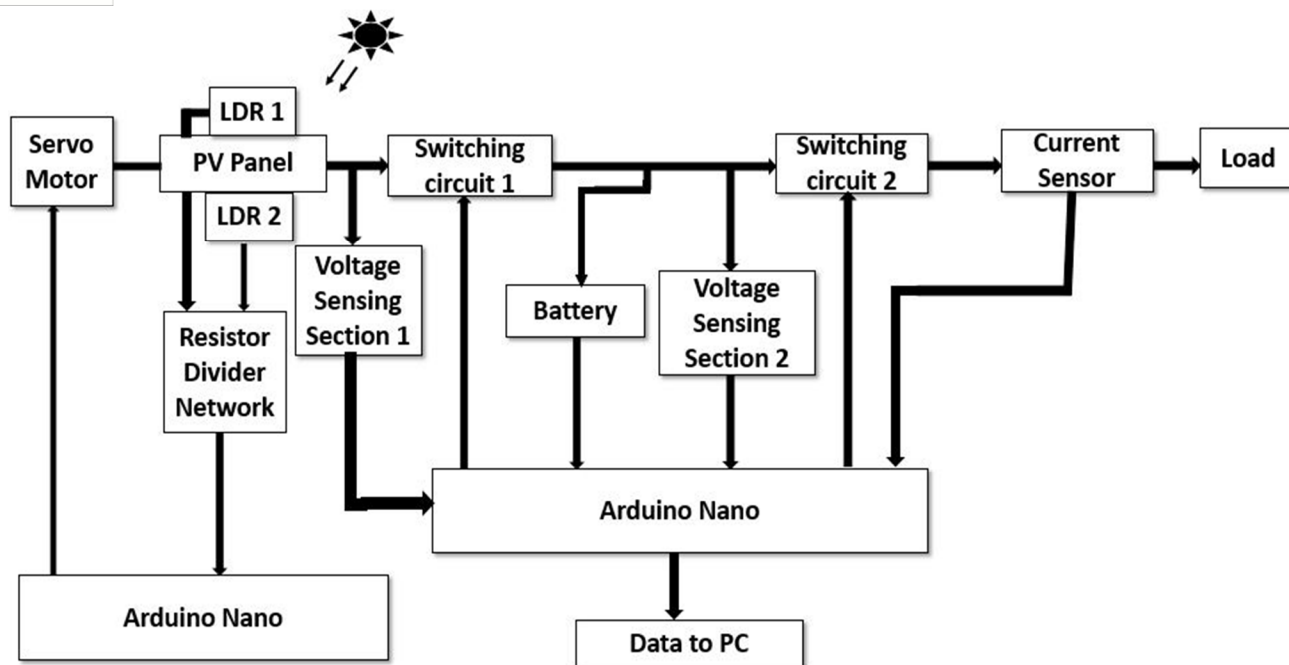 LDR 1
Servo
Motor
PV Panel
Switching
circuit 1
Switching
circuit 2
Current
Sensor
Load
LDR 2
Voltage
Sensing
Section 1
Battery
Voltage
Sensing
Section 2
Resistor
Divider
Network
Arduino Nano
Arduino Nano
Data to PC